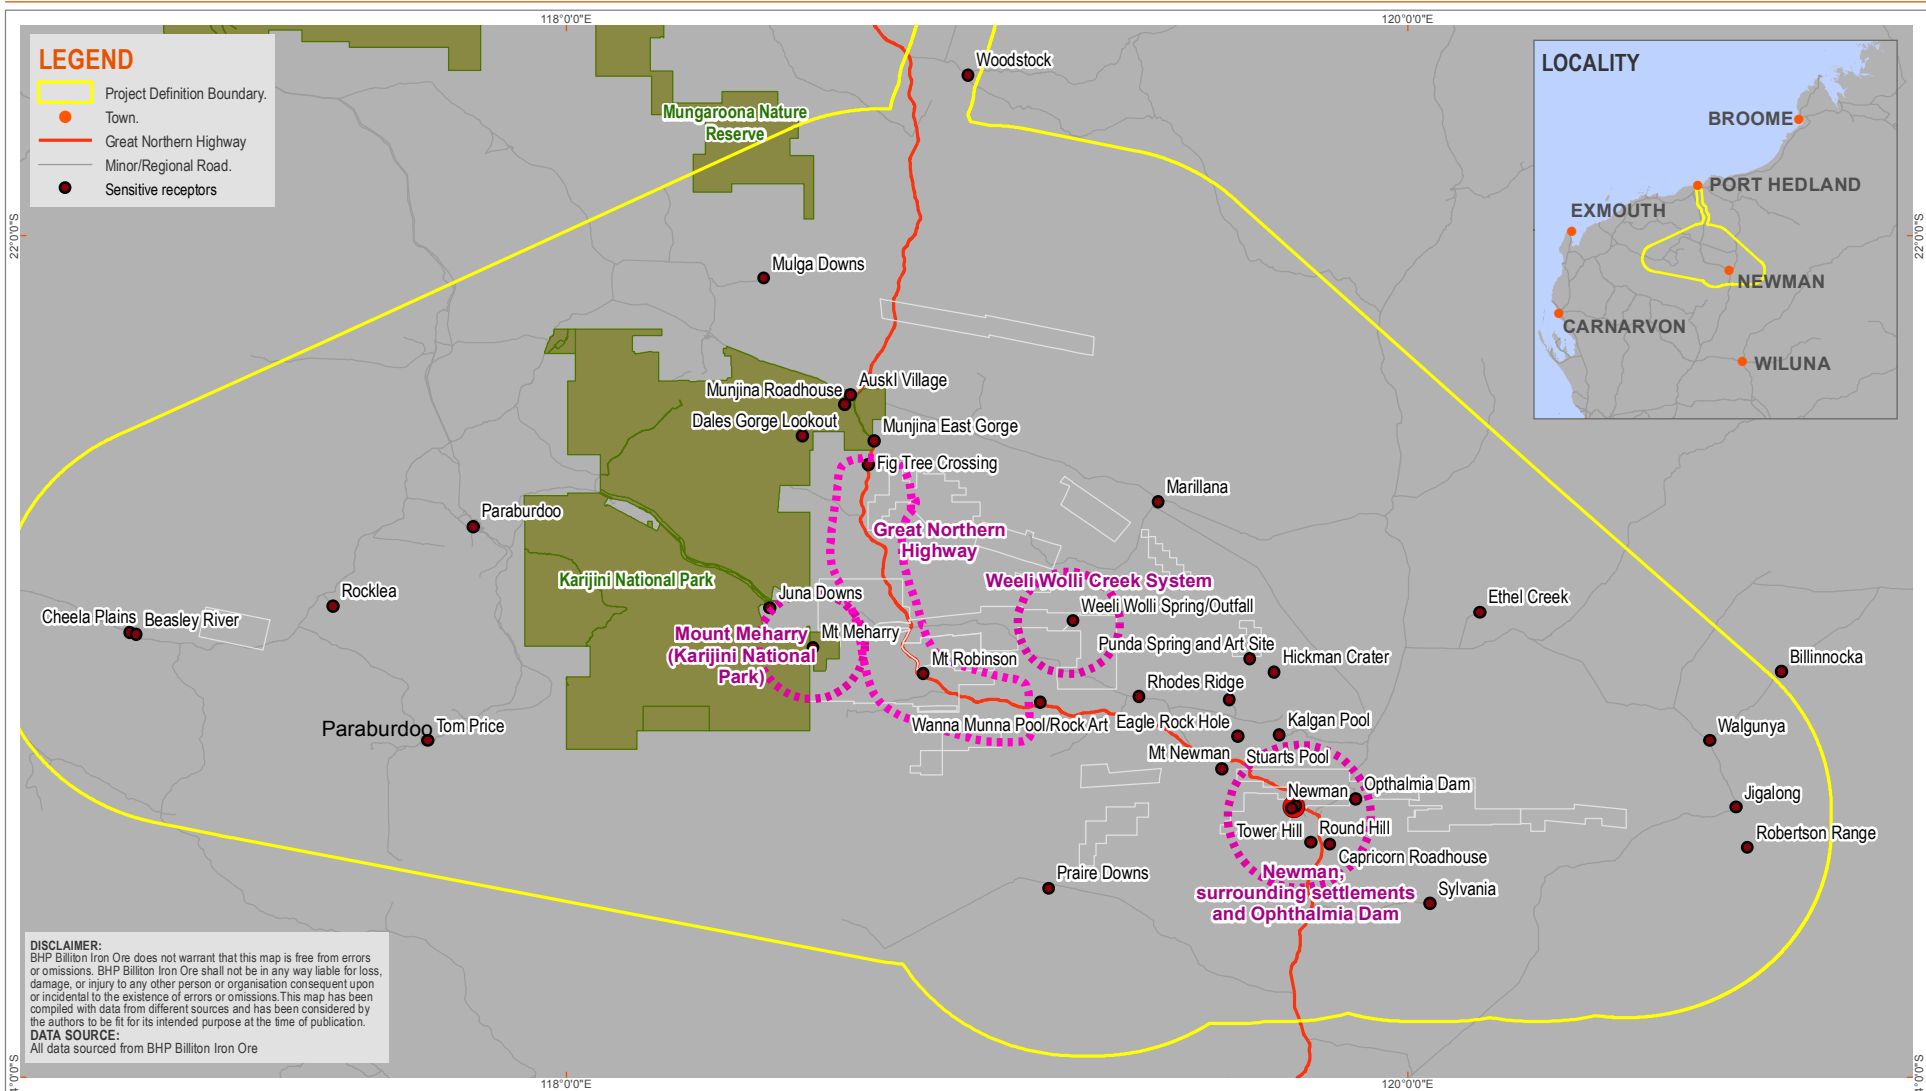 118°0'0"E
120°0'0"E
LEGEND
Project Definition Boundary.
Town.
Great Northern Highway
Minor/Regional Road.
Sensitive receptors
Woodstock
Mungaroona Nature
Reserve
LOCALITY
BROOME
PORT HEDLAND
EXMOUTH
NEWMAN
CARNARVON
WILUNA
22°0'0"S
22°0'0"S
Mulga Downs
Auskl Village
Munjina Roadhouse
Dales Gorge Lookout
Munjina East Gorge
Fig Tree Crossing
Marillana
Paraburdoo
Great Northern
Highway
Karijini National Park
Weeli Wolli Creek System
Juna Downs
Rocklea
Weeli Wolli Spring/Outfall
Ethel Creek
Cheela Plains
Beasley River
Mount Meharry
(Karijini National
Park)
Mt Meharry
Punda Spring and Art Site
Hickman Crater
Mt Robinson
Billinnocka
Rhodes Ridge
Wanna Munna Pool/Rock Art
Eagle Rock Hole
Kalgan Pool
Paraburdoo
Tom Price
Walgunya
Mt Newman
Stuarts Pool
Newman
Opthalmia Dam
Jigalong
Tower Hill
Round Hill
Robertson Range
Capricorn Roadhouse
Praire Downs
Newman,
surrounding settlements
and Ophthalmia Dam
Sylvania
DISCLAIMER:
BHP Billiton Iron Ore does not warrant that this map is free from errors
or omissions. BHP Billiton Iron Ore shall not be in any way liable for loss,
damage, or injury to any other person or organisation consequent upon
or incidental to the existence of errors or omissions.This map has been
compiled with data from different sources and has been considered by
the authors to be fit for its intended purpose at the time of publication.
DATA SOURCE:
All data sourced from BHP Billiton Iron Ore
118°0'0"E
120°0'0"E